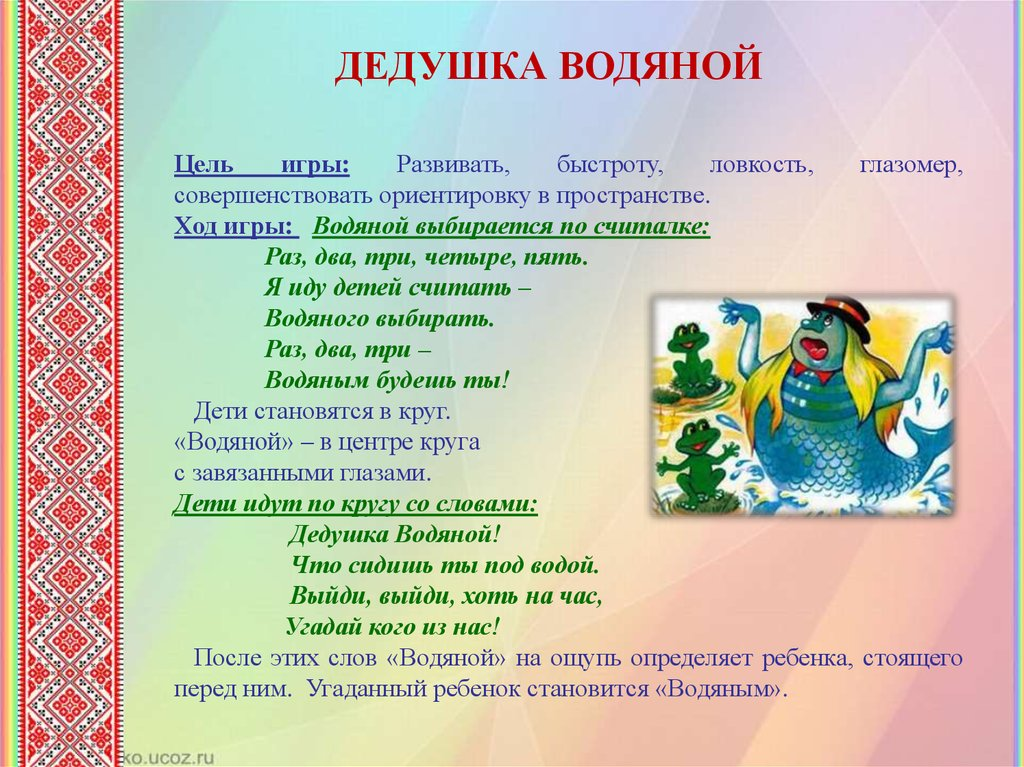 ДЕДУШКА ВОДЯНОЙ
Цель игры: Развивать, быстроту, ловкость, глазомер,
совершенствовать ориентировку в пространстве.
Ход игры: Водяной выбирается по считалке:
Раз, два, три, четыре, пять.
Я иду детей считать –
Водяного выбирать.
Раз, два, три –
Водяным будешь ты!
Дети становятся в круг.
«Водяной» – в центре круга
с завязанными глазами.
Дети идут по кругу со словами:
Дедушка Водяной!
Что сидишь ты под водой.
Выйди, выйди, хоть на час,
Угадай кого из нас!
После этих слов «Водяной» на ощупь определяет ребенка, стоящего
перед ним. Угаданный ребенок становится «Водяным».
ko.ucoz.ru